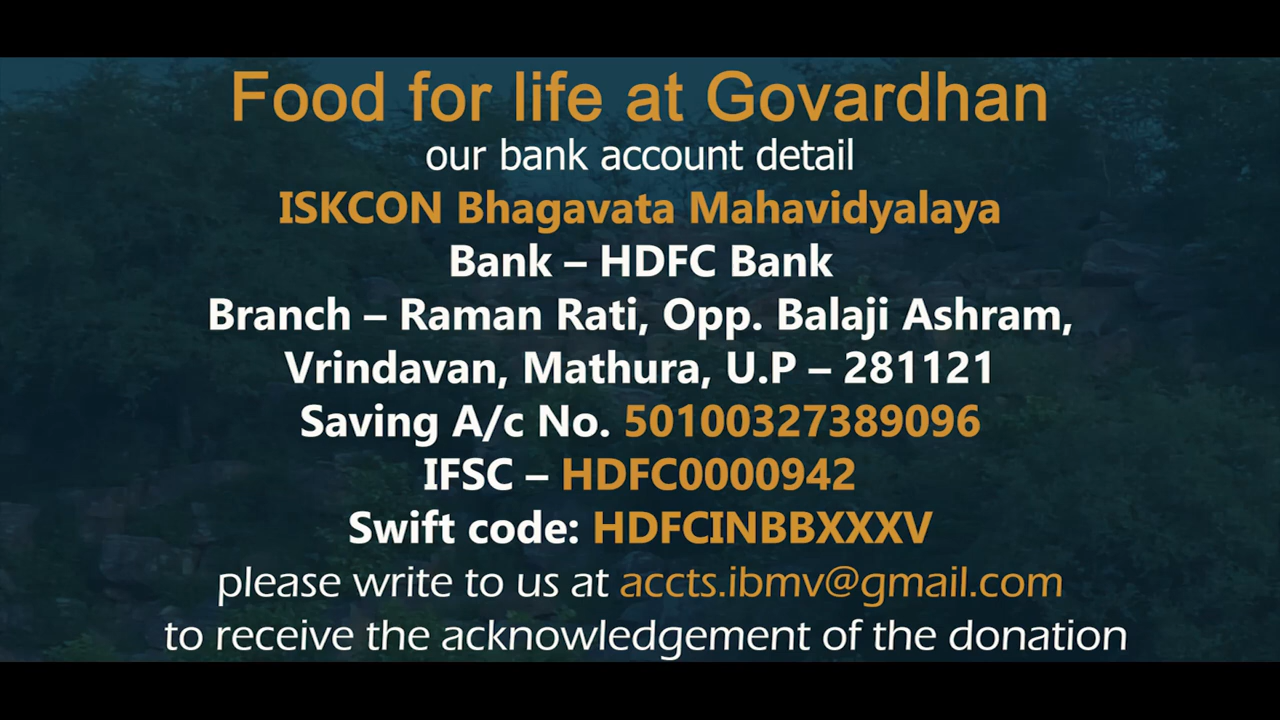 Food for life at Govardhan
our bank account detail
ISKCON Bhagavata Mahavidyalaya
Bank – HDFC Bank
Branch – Raman Rati, Opp. Balaji Ashram,
Vrindavan, Mathura, U.P – 281121
Saving A/c No. 50100327389096
IFSC – HDFC0000942
Swift code: HDFCINBBXXXV
please write to us at accts.ibmv@gmail.com
to receive the acknowledgement of the donation